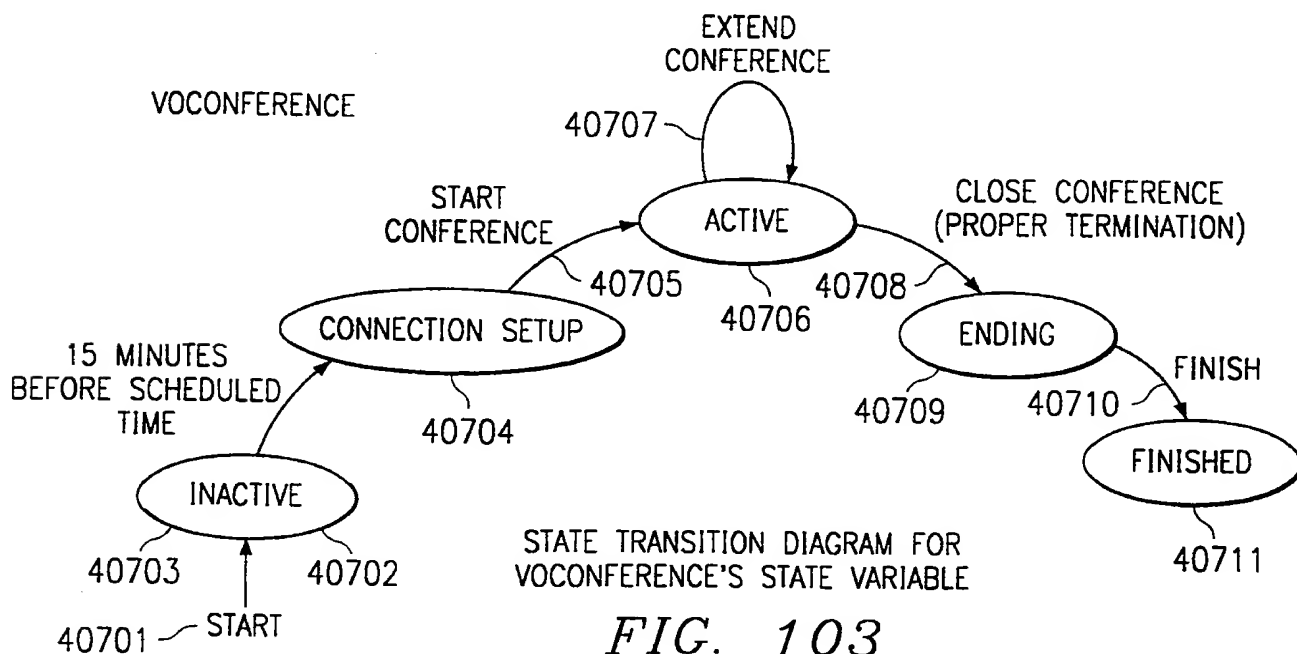 EXTEND
CONFERENCE
VOCONFERENCE
40707
START
CONFERENCE
ACTIVE
CLOSE CONFERENCE
(PROPER TERMINATION)
40705
40706
40708
CONNECTION SETUP
ENDING
15 MINUTES
BEFORE SCHEDULED
TIME
40704
40709
40710
FINISH
INACTIVE
FINISHED
40703
40702
STATE TRANSITION DIAGRAM FOR
VOCONFERENCE'S STATE VARIABLE
40711
40701
START
FIG. 103